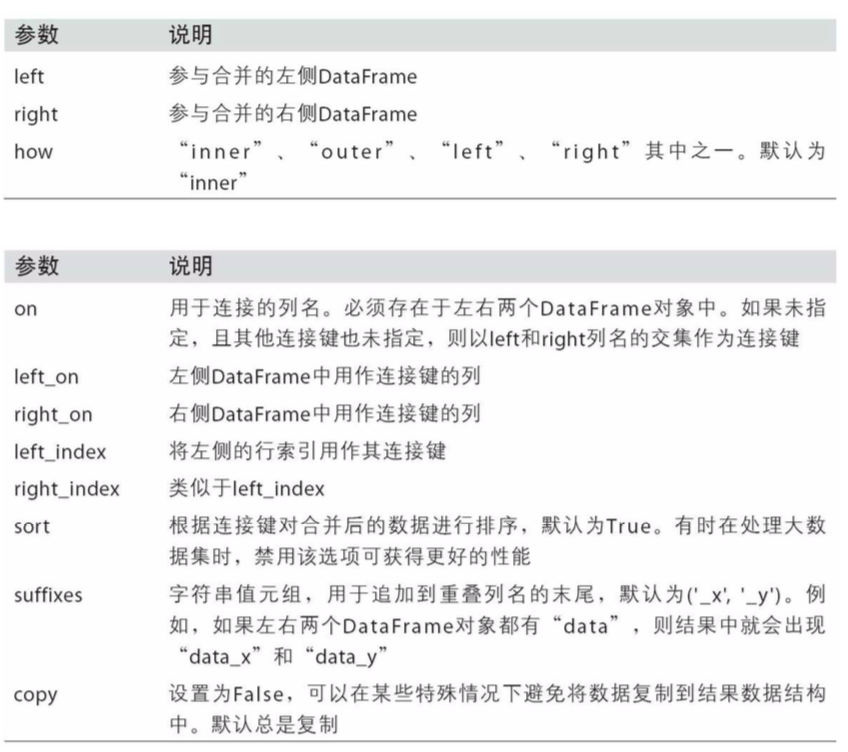 参数 说明
left 参与合并的左侧DataFrame
right 参与合并的右侧DataFrame
how “inner”、“outer”、“left”、“right”其中之一。默认为
“inner”
参数 说明
on 用于连接的列名。必须存在于左右两个DataFrame对象中。如果未指
定，且其他连接键也未指定，则以left和right列名的交集作为连接键
left_on 左侧DataFrame中用作连接键的列
right_on 右侧DataFrame中用作连接键的列
left_index 将左侧的行索引用作其连接键
right_index 类似于left_index
sort 根据连接键对合并后的数据进行排序，默认为True。有时在处理大数
据集时，禁用该选项可获得更好的性能
suffixes 字符串值元组，用于追加到重叠列名的末尾，默认为('_x', '_y')。例
如，如果左右两个DataFrame对象都有“data”，则结果中就会出现
“data_x”和“data_y”
copy 设置为False，可以在某些特殊情况下避免将数据复制到结果数据结构
中。默认总是复制